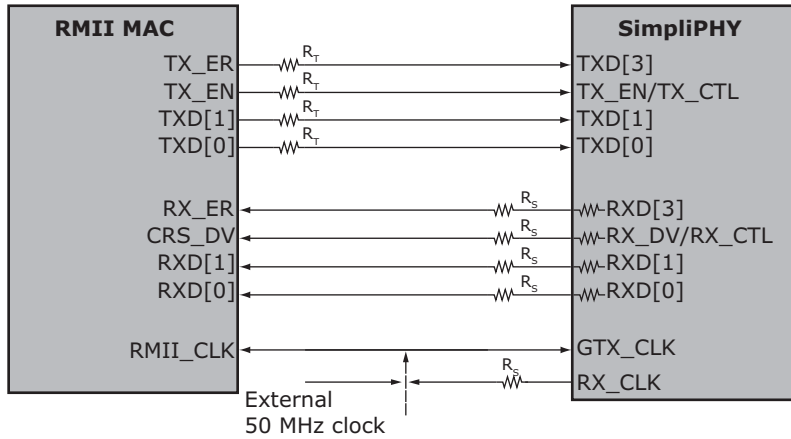 RMII MAC
SimpliPHY
TX_ER
R_T
TXD[3]
TX_EN
R_T
TX_EN/TX_CTL
TXD[1]
R_T
TXD[1]
TXD[0]
R_T
TXD[0]
RX_ER
R_S
RXD[3]
CRS_DV
R_S
RX_DV/RX_CTL
RXD[1]
R_S
RXD[1]
RXD[0]
R_S
RXD[0]
RMII_CLK
GTX_CLK
R_S
RX_CLK
External
50 MHz clock